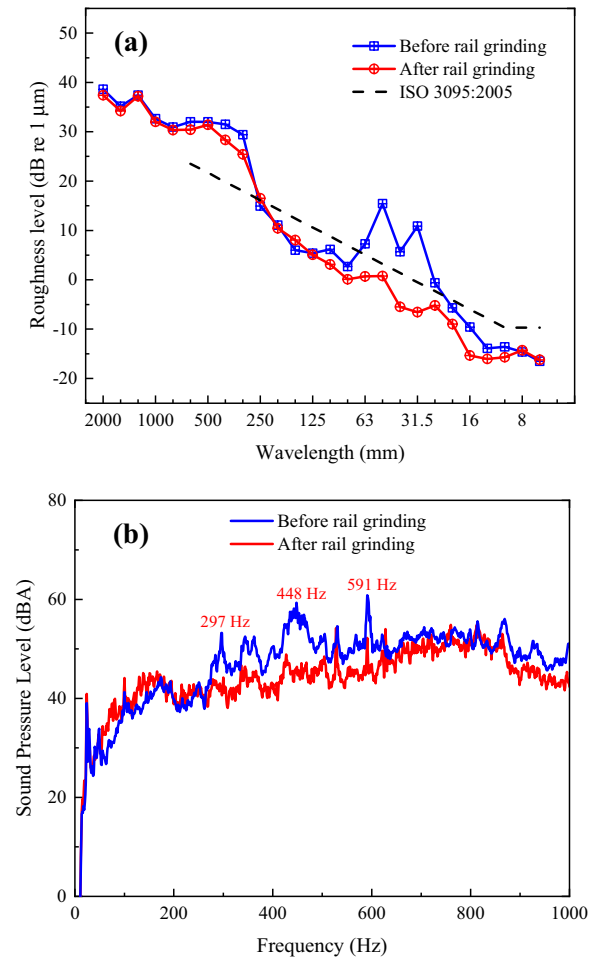 (a)
Before rail grinding
After rail grinding
ISO 3095:2005
50
40
30
20
10
0
-10
-20
Roughness level (dB re 1 μm)
2000 1000 500 250 125 63 31.5 16 8
Wavelength (mm)
(b)
Before rail grinding
After rail grinding
297 Hz
448 Hz
591 Hz
80
60
40
20
0
Sound Pressure Level (dBA)
0 200 400 600 800 1000
Frequency (Hz)